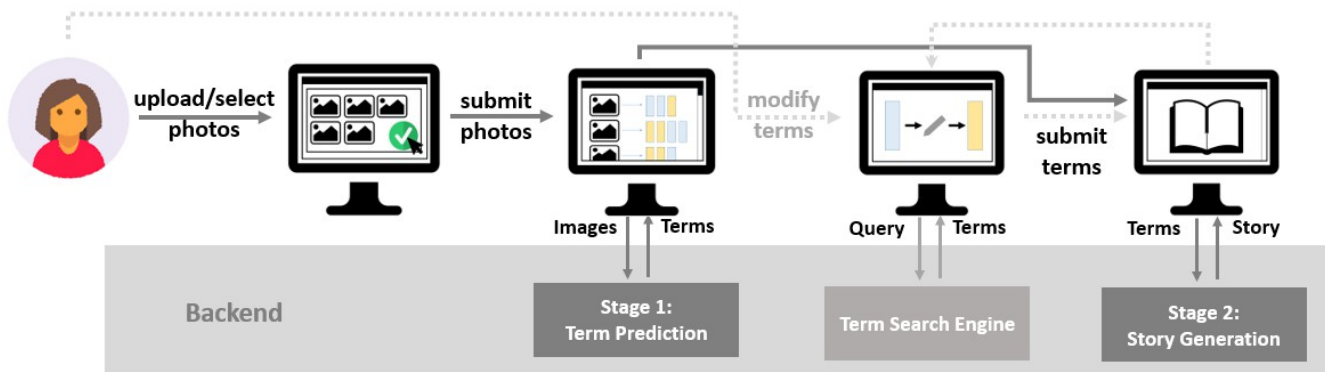 upload/select
photos
submit
photos
modify
terms
submit
terms
Images
Terms
Query
Terms
Terms
Story
Backend
Stage 1:
Term Prediction
Term Search Engine
Stage 2:
Story Generation